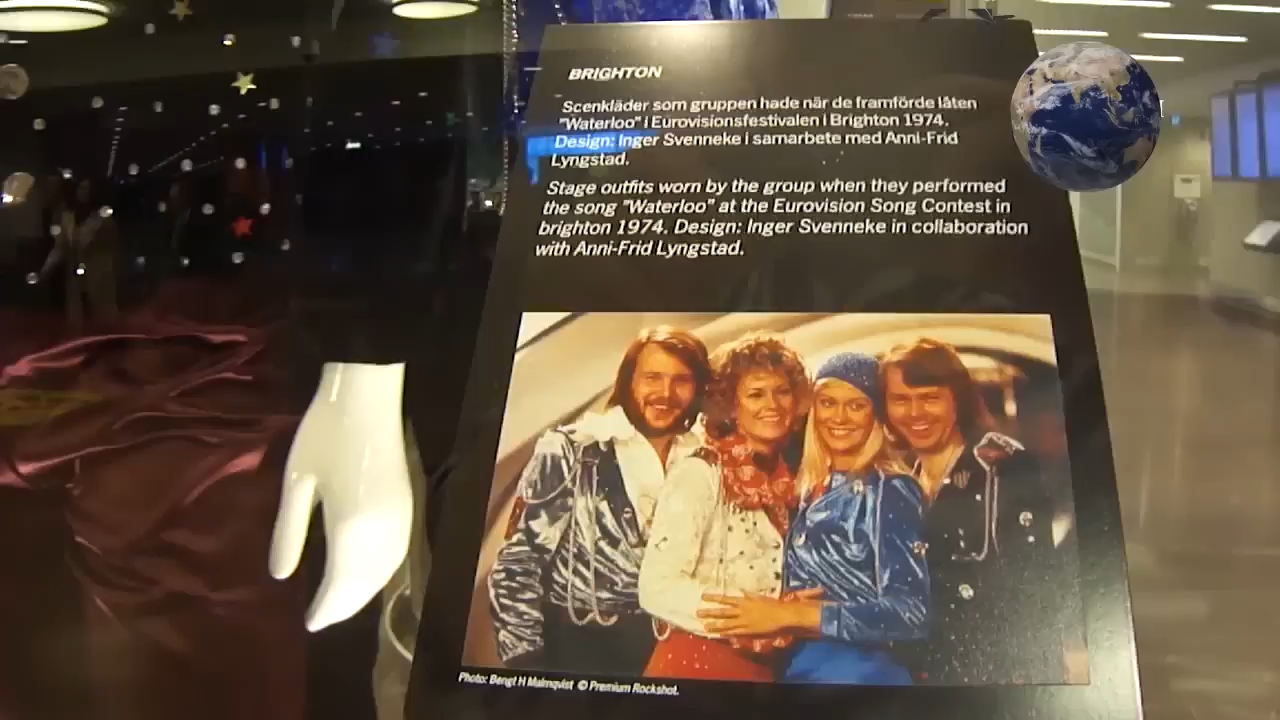 BRIGHTON
Scenkläder som gruppen hade när de framförde låten
"Waterloo" i Eurovisionsfestivalen i Brighton 1974.
Design: Inger Svenneke i samarbete med Anni-Frid
Lyngstad.
Stage outfits worn by the group when they performed
the song "Waterloo" at the Eurovision Song Contest in
brighton 1974. Design: Inger Svenneke in collaboration
with Anni-Frid Lyngstad.
Photo: Bengt H Malmqvist © Premium Rockshot.